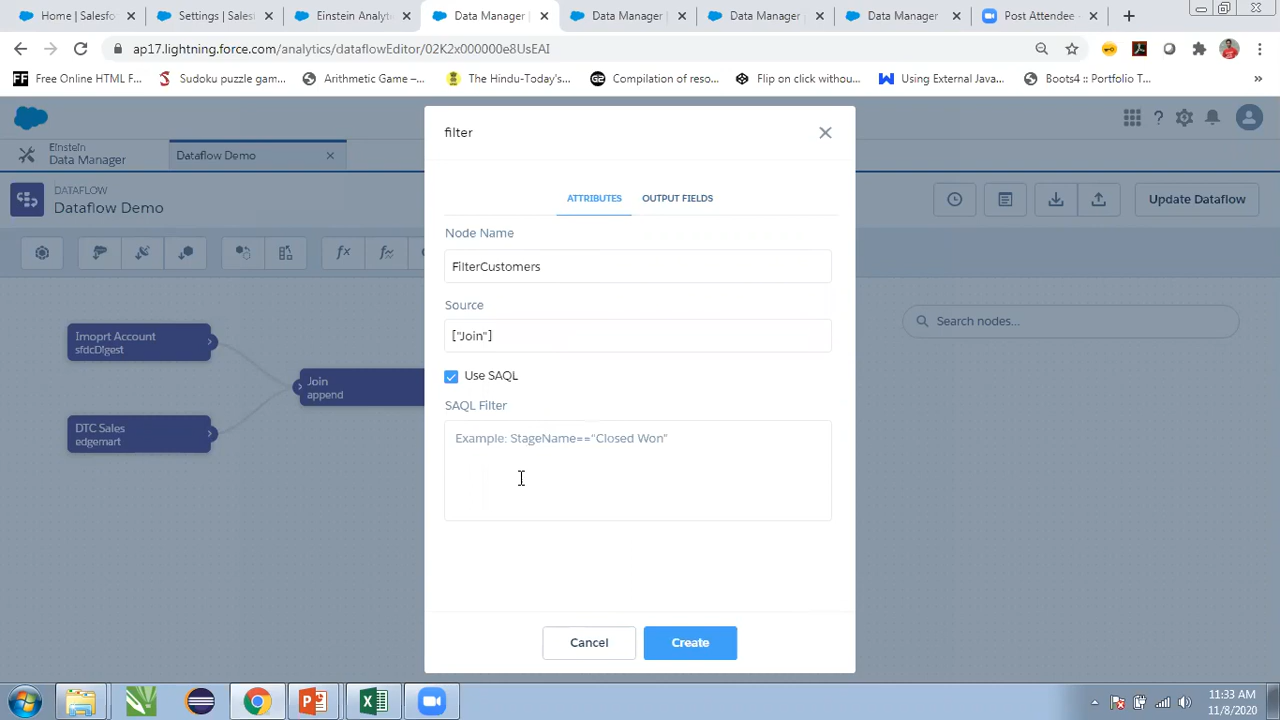 Home | Salesfo
Settings | Sales
Einstein Analyt
Data Manager |
Data Manager |
Data Manager |
Data Manager
Post Attendee -
ap17.lightning.force.com/analytics/dataflowEditor/02K2x000000e8UsEAI
Free Online HTML F...
Sudoku puzzle gam...
Arithmetic Game –...
The Hindu-Today's...
Compilation of reso...
Flip on click withou...
Using External Java...
Boots4 :: Portfolio T...
»
Einstein
Data Manager
Dataflow Demo
DATAFLOW
Dataflow Demo
Update Dataflow
Imoprt Account
sfdcDigest
DTC Sales
edgemart
Join
append
Search nodes...
filter
ATTRIBUTES
OUTPUT FIELDS
Node Name
FilterCustomers
Source
["Join"]
Use SAQL
SAQL Filter
Example: StageName=="Closed Won"
Cancel
Create
11:33 AM
11/8/2020